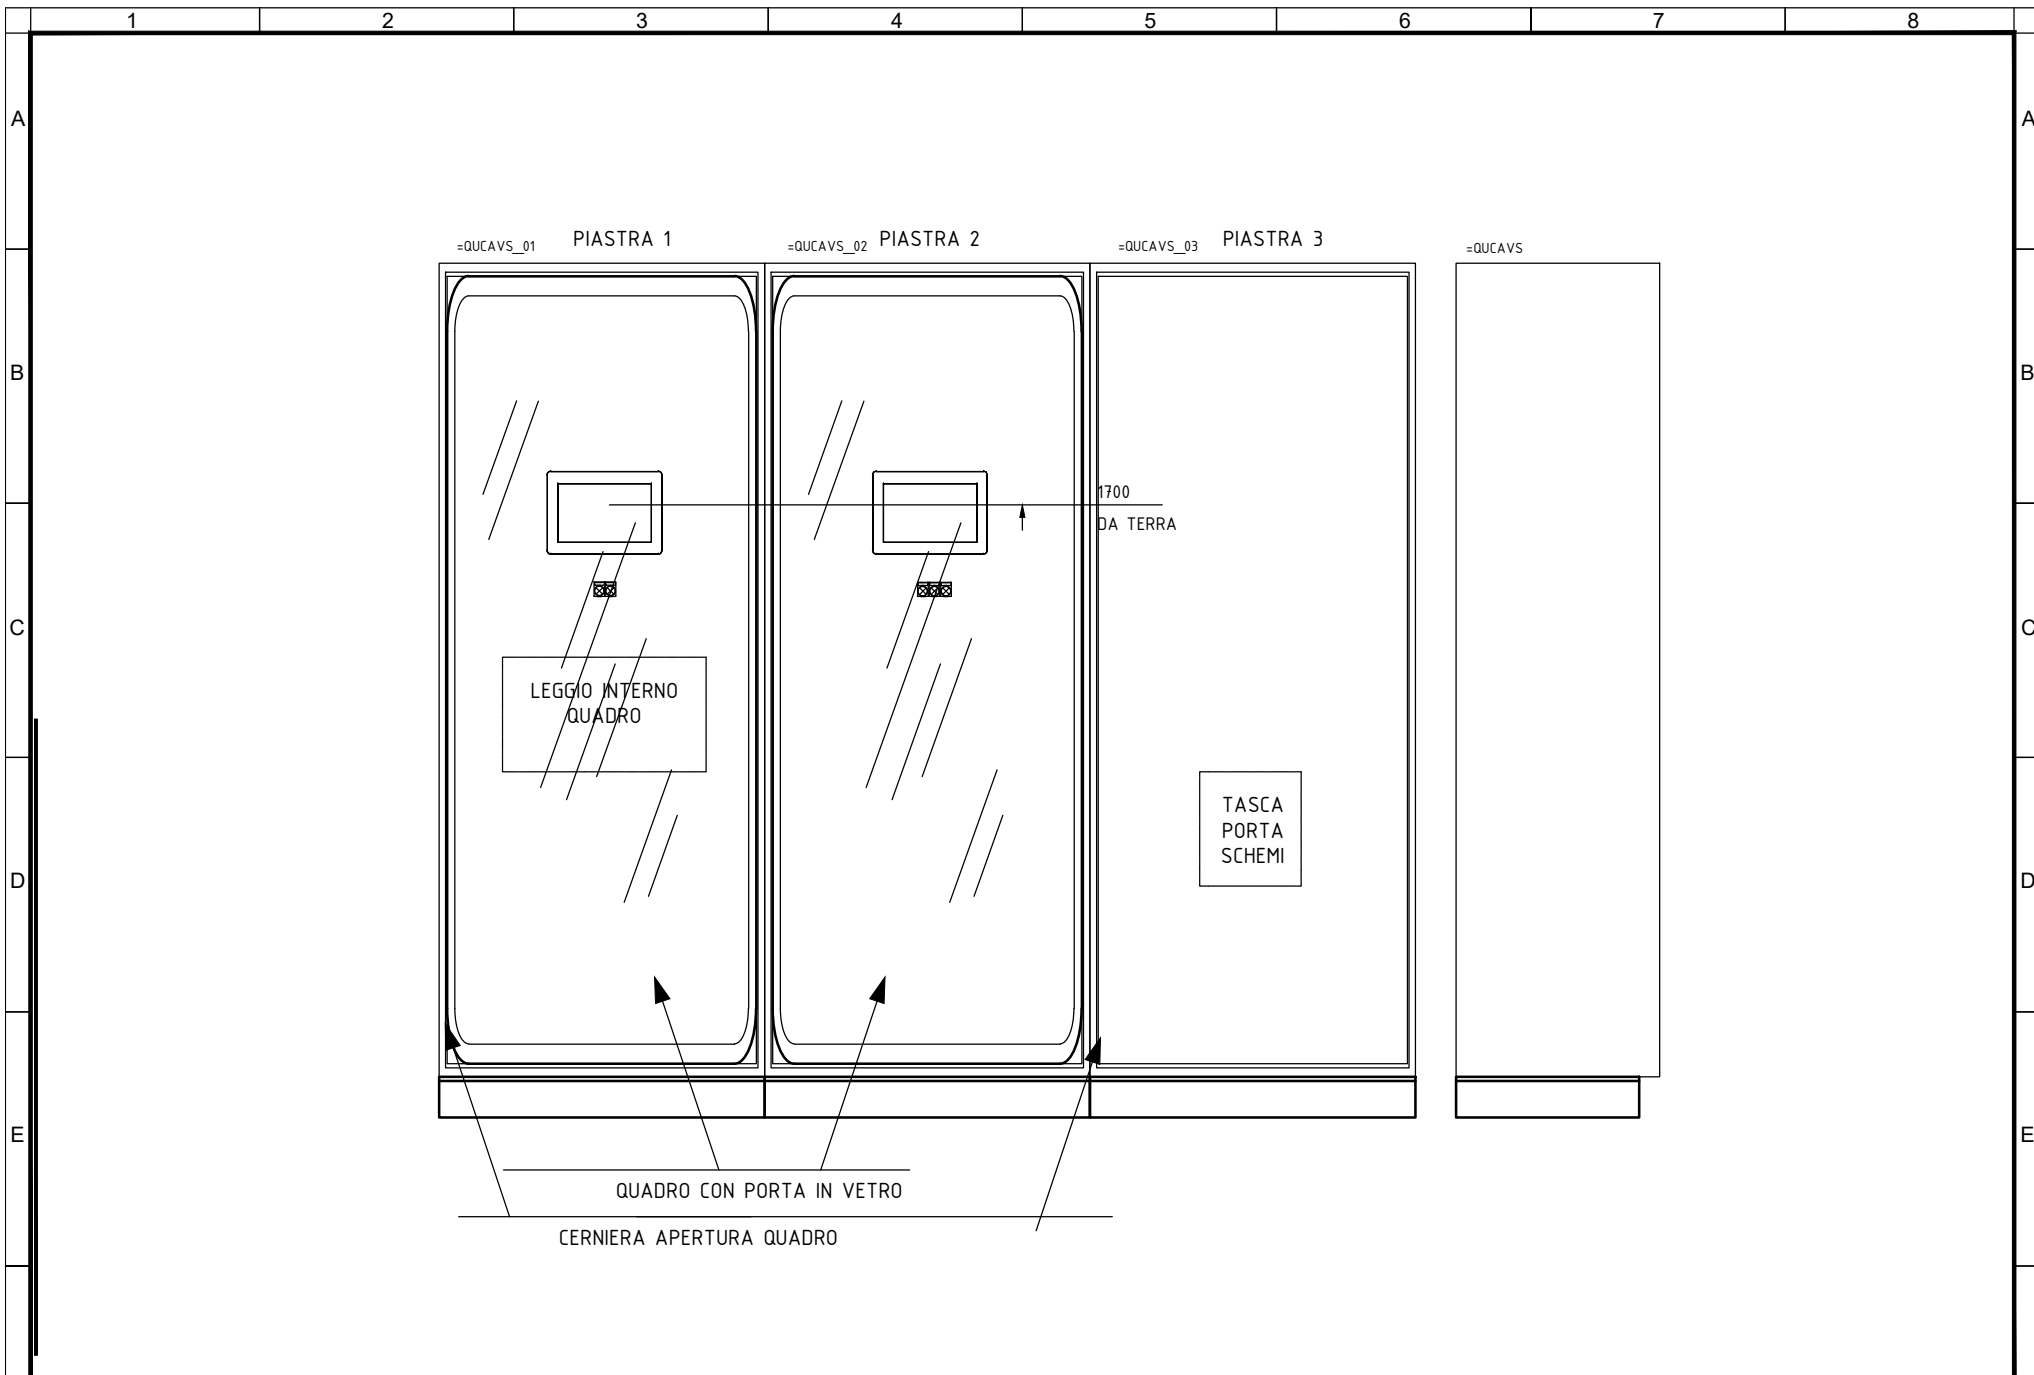 1 2 3 4 5 6 7 8
A A
PIASTRA 1 PIASTRA 2 PIASTRA 3
=QUCAVS_01 =QUCAVS_02 =QUCAVS_03 =QUCAVS
B B
1700
DA TERRA
C C
LEGGIO INTERNO
QUADRO
TASCA
PORTA
SCHEMI
D D
E E
QUADRO CON PORTA IN VETRO
CERNIERA APERTURA QUADRO